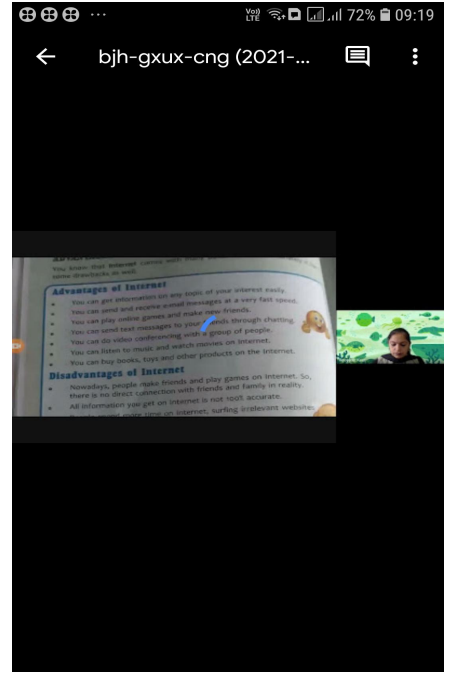 VoD LTE 72% 09:19
bjh-gxux-cng (2021-...
You know that Internet comes with many
some drawbacks as well.
Advantages of Internet
• You can get information on any topic of your interest easily.
• You can send and receive e-mail messages at a very fast speed.
• You can play online games and make new friends.
• You can send text messages to your friends through chatting.
• You can do video conferencing with a group of people.
• You can listen to music and watch movies on Internet.
• You can buy books, toys and other products on the Internet.
Disadvantages of Internet
• Nowadays, people make friends and play games on Internet. So,
there is no direct connection with friends and family in reality.
• All information you get on Internet is not 100% accurate.
more time on internet, surfing irrelevant websites